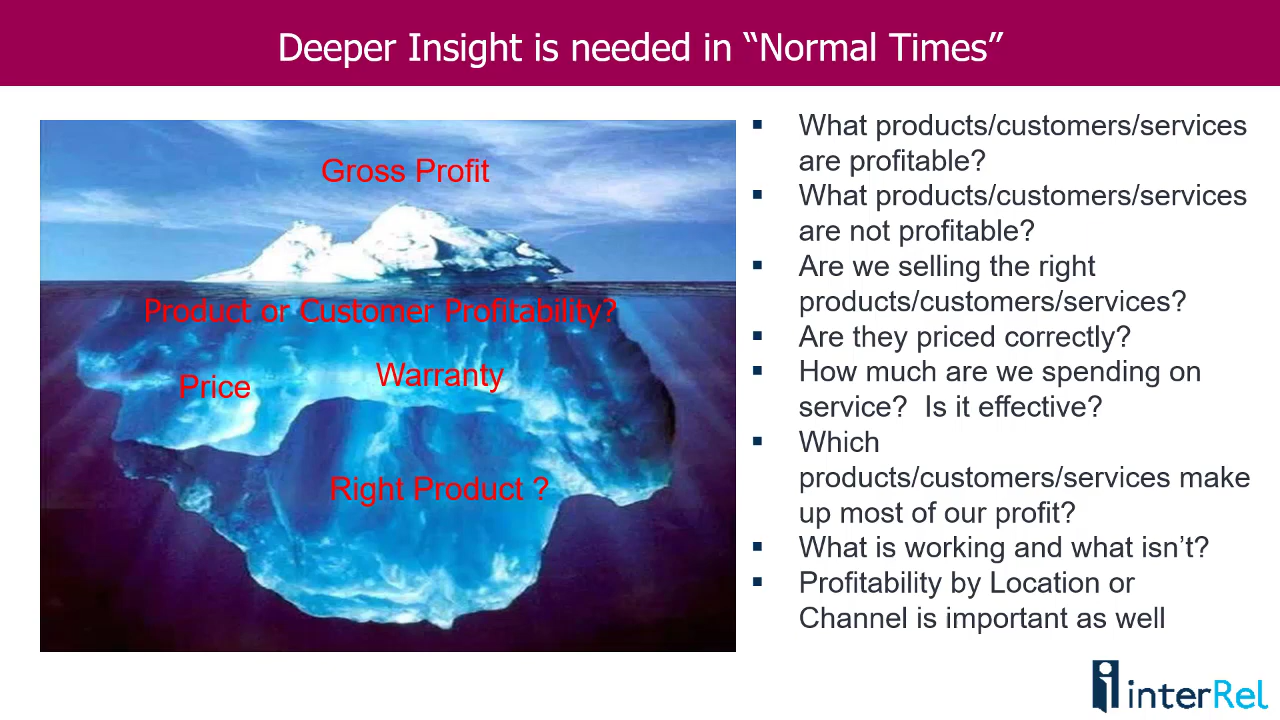 Deeper Insight is needed in “Normal Times”
Gross Profit
Product or Customer Profitability?
Price
Warranty
Right Product ?
▪ What products/customers/services
are profitable?
▪ What products/customers/services
are not profitable?
▪ Are we selling the right
products/customers/services?
▪ Are they priced correctly?
▪ How much are we spending on
service?  Is it effective?
▪ Which
products/customers/services make
up most of our profit?
▪ What is working and what isn’t?
▪ Profitability by Location or
Channel is important as well
interRel